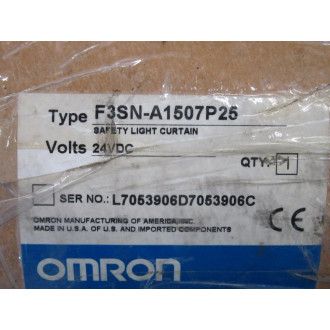 Type F3SN-A1507P25
SAFETY LIGHT CURTAIN
Volts 24VDC
QTY: 1
SER NO.: L7053906D7053906C
OMRON MANUFACTURING OF AMERICA, INC.
MADE IN U.S.A. OF U.S. AND IMPORTED COMPONENTS
CE
OMRON